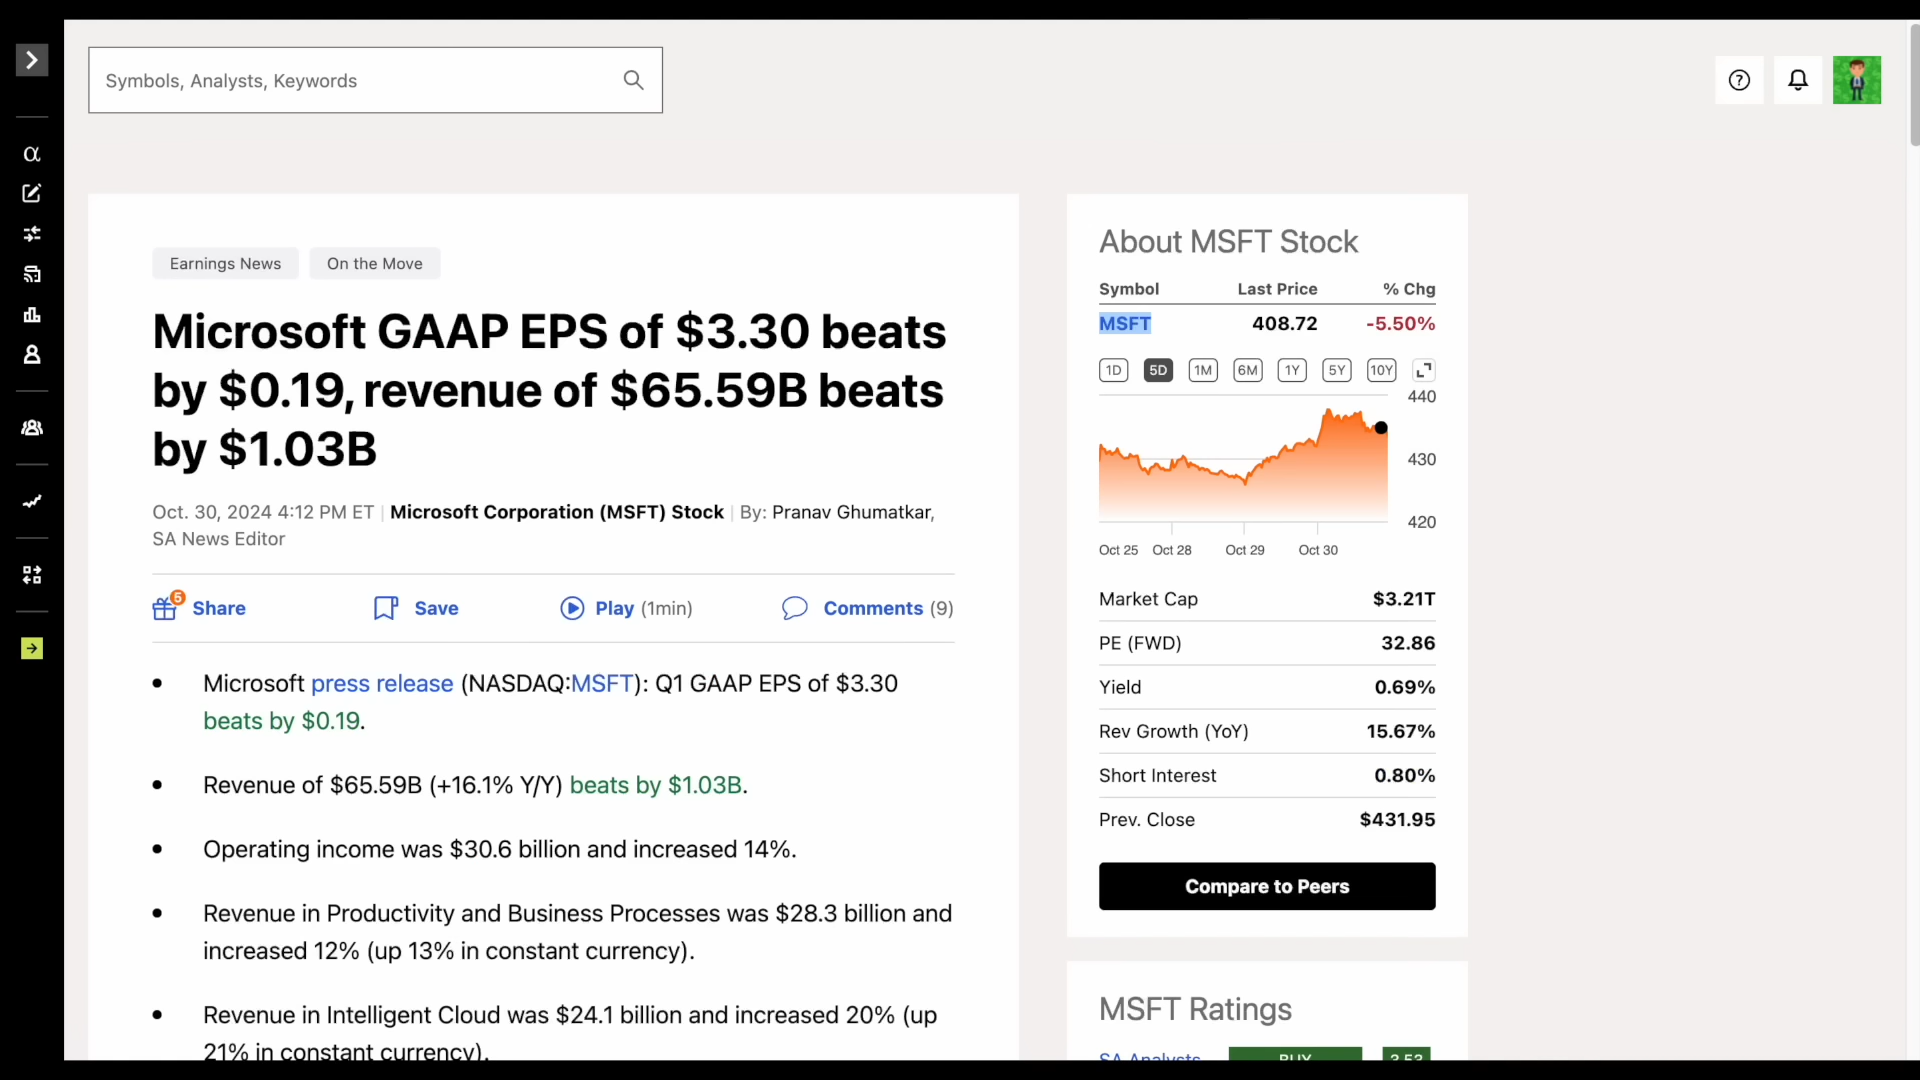 Symbols, Analysts, Keywords
α
Earnings News
On the Move
Microsoft GAAP EPS of $3.30 beats
by $0.19, revenue of $65.59B beats
by $1.03B
Oct. 30, 2024 4:12 PM ET | Microsoft Corporation (MSFT) Stock | By: Pranav Ghumatkar,
SA News Editor
5
Share
Save
Play (1min)
Comments (9)
• Microsoft press release (NASDAQ:MSFT): Q1 GAAP EPS of $3.30
beats by $0.19.
• Revenue of $65.59B (+16.1% Y/Y) beats by $1.03B.
• Operating income was $30.6 billion and increased 14%.
• Revenue in Productivity and Business Processes was $28.3 billion and
increased 12% (up 13% in constant currency).
• Revenue in Intelligent Cloud was $24.1 billion and increased 20% (up
21% in constant currency).
About MSFT Stock
Symbol Last Price % Chg
MSFT 408.72 -5.50%
1D 5D 1M 6M 1Y 5Y 10Y
440
430
420
Oct 25 Oct 28 Oct 29 Oct 30
Market Cap $3.21T
PE (FWD) 32.86
Yield 0.69%
Rev Growth (YoY) 15.67%
Short Interest 0.80%
Prev. Close $431.95
Compare to Peers
MSFT Ratings
SA Analysts BUY 3.53